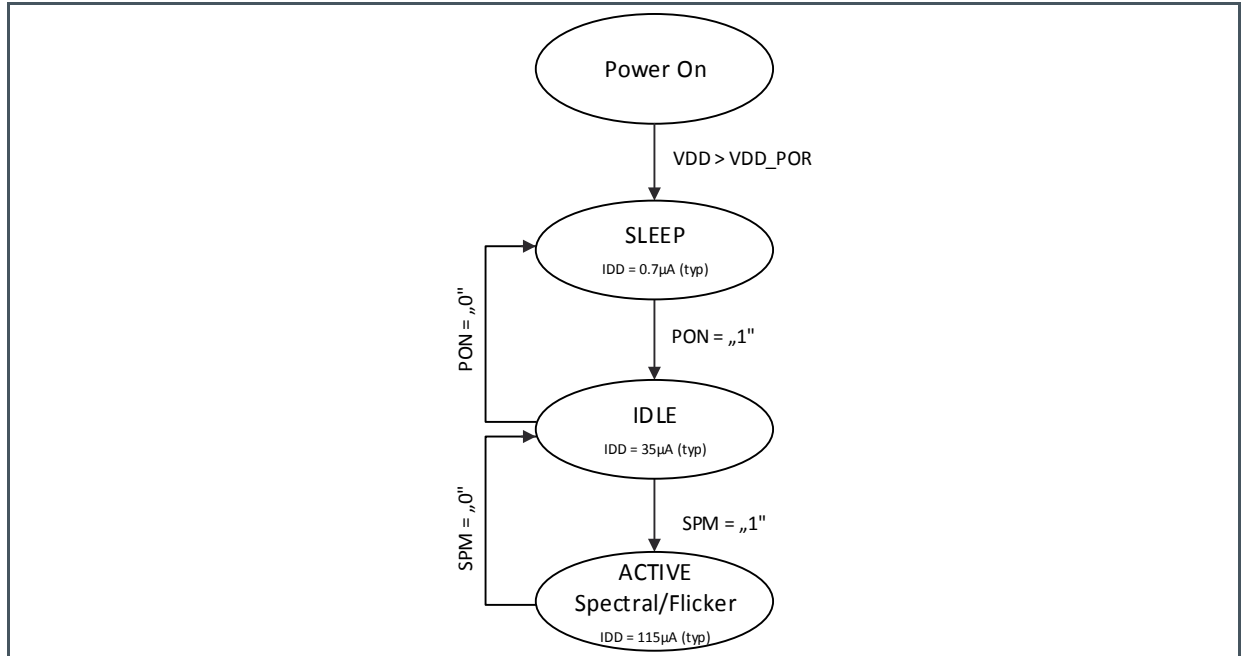 Power On
VDD > VDD_POR
SLEEP
IDD = 0.7µA (typ)
PON = „0"
PON = „1"
IDLE
IDD = 35µA (typ)
SPM = „0"
SPM = „1"
ACTIVE
Spectral/Flicker
IDD = 115µA (typ)